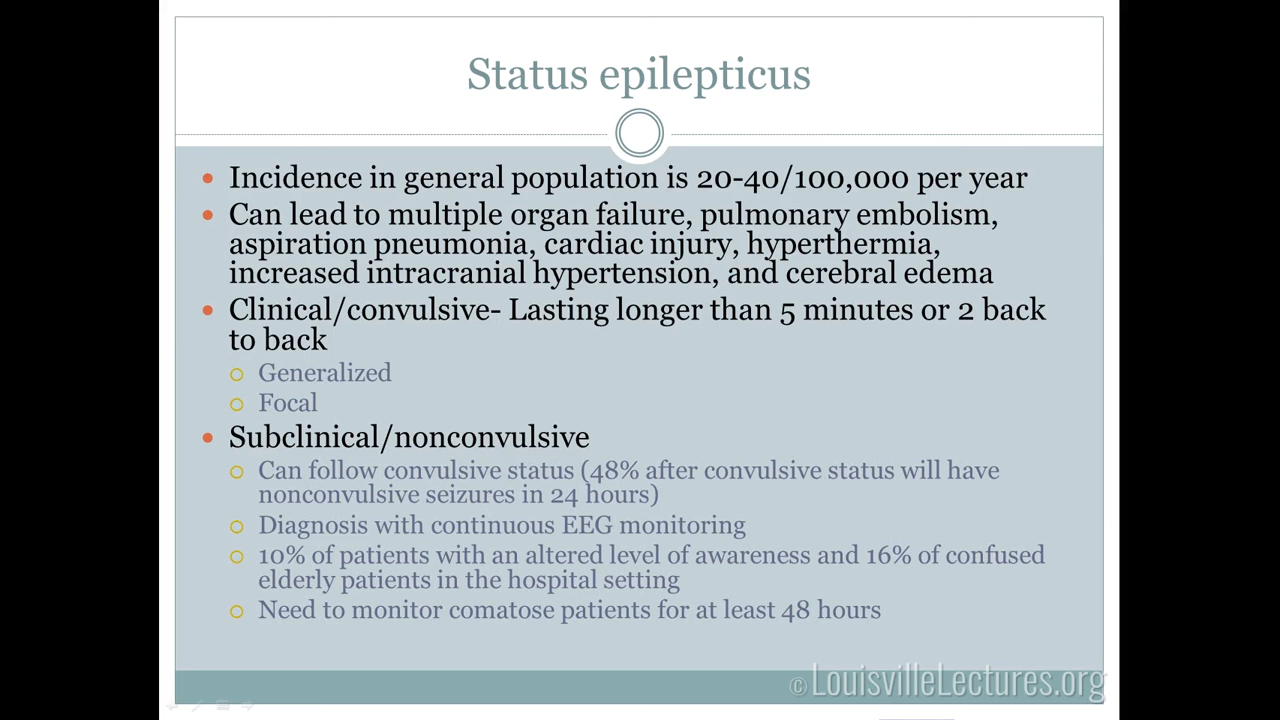 Status epilepticus
Incidence in general population is 20-40/100,000 per year
Can lead to multiple organ failure, pulmonary embolism,
aspiration pneumonia, cardiac injury, hyperthermia,
increased intracranial hypertension, and cerebral edema
Clinical/convulsive- Lasting longer than 5 minutes or 2 back
to back
Generalized
Focal
Subclinical/nonconvulsive
Can follow convulsive status (48% after convulsive status will have
nonconvulsive seizures in 24 hours)
Diagnosis with continuous EEG monitoring
10% of patients with an altered level of awareness and 16% of confused
elderly patients in the hospital setting
Need to monitor comatose patients for at least 48 hours
© LouisvilleLectures.org